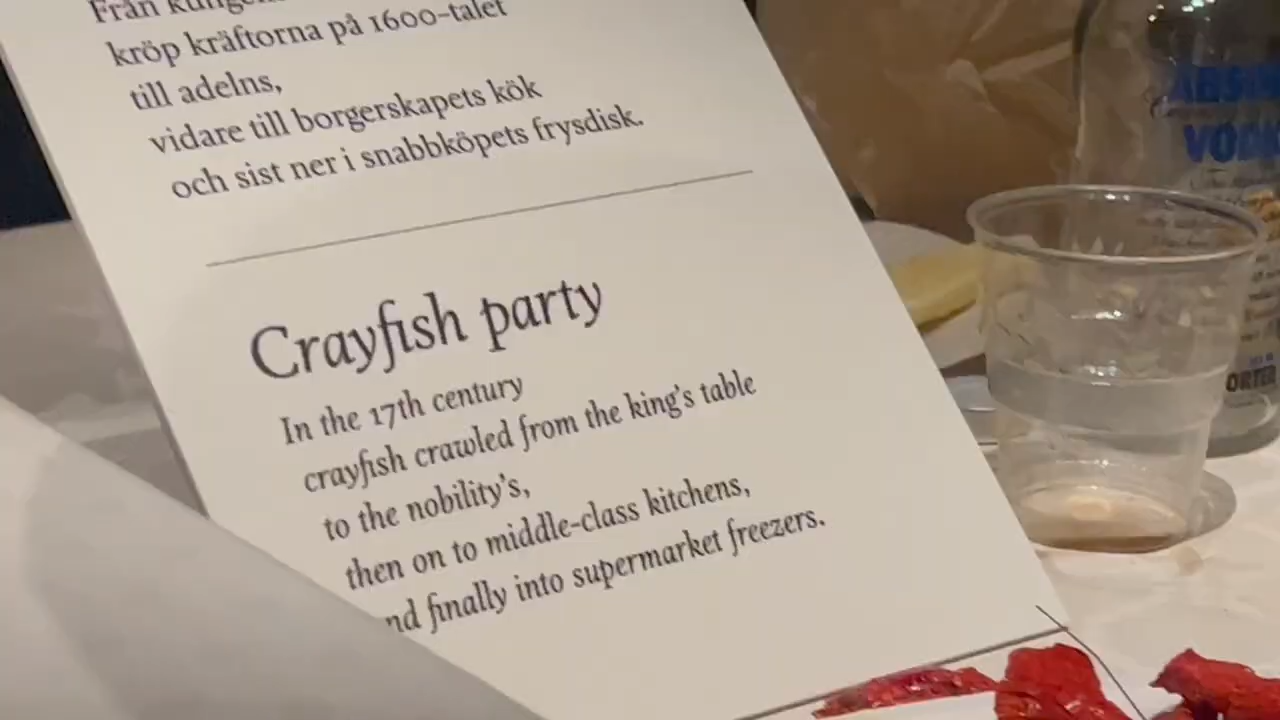 Från
kröp kräftorna på 1600-talet
till adelns,
vidare till borgerskapets kök
och sist ner i snabbköpets frysdisk.
Crayfish party
In the 17th century
crayfish crawled from the king's table
to the nobility's,
then on to middle-class kitchens,
finally into supermarket freezers.